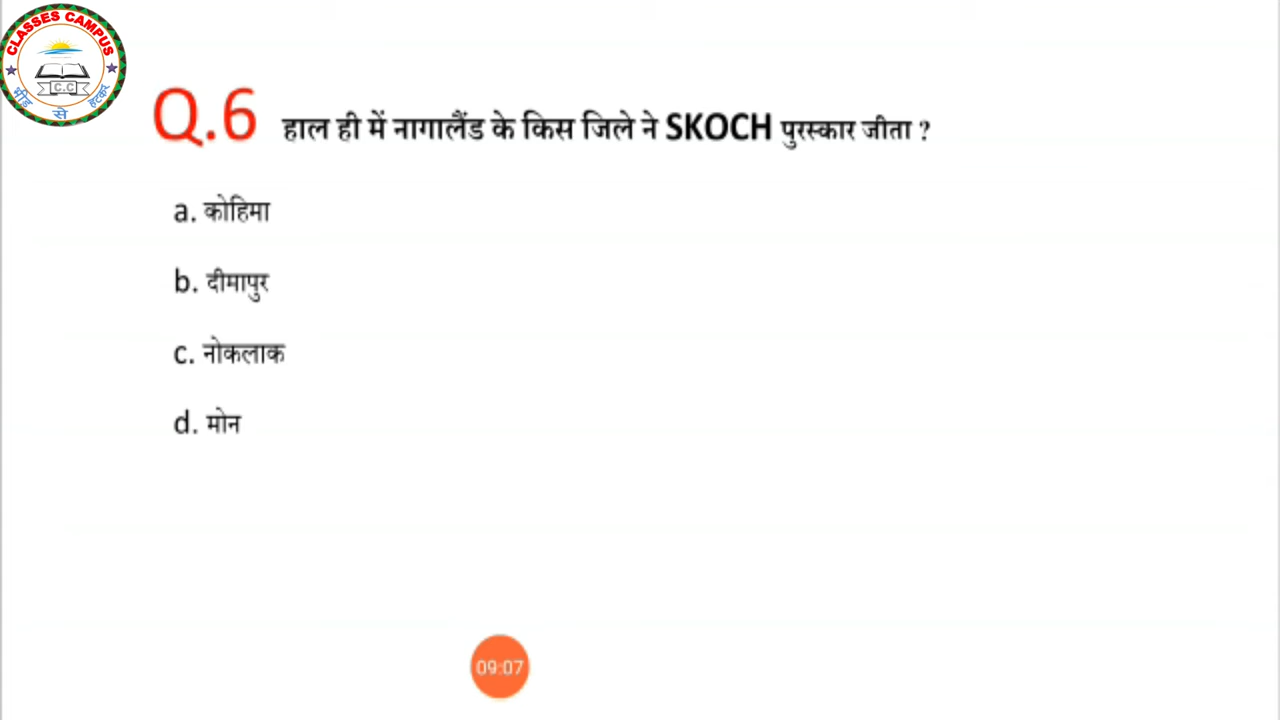 CLASSES CAMPUS
C.C
भीड़ से हटकर
Q.6 हाल ही में नागालैंड के किस जिले ने SKOCH पुरस्कार जीता ?
a. कोहिमा
b. दीमापुर
c. नोकलाक
d. मोन
09:07